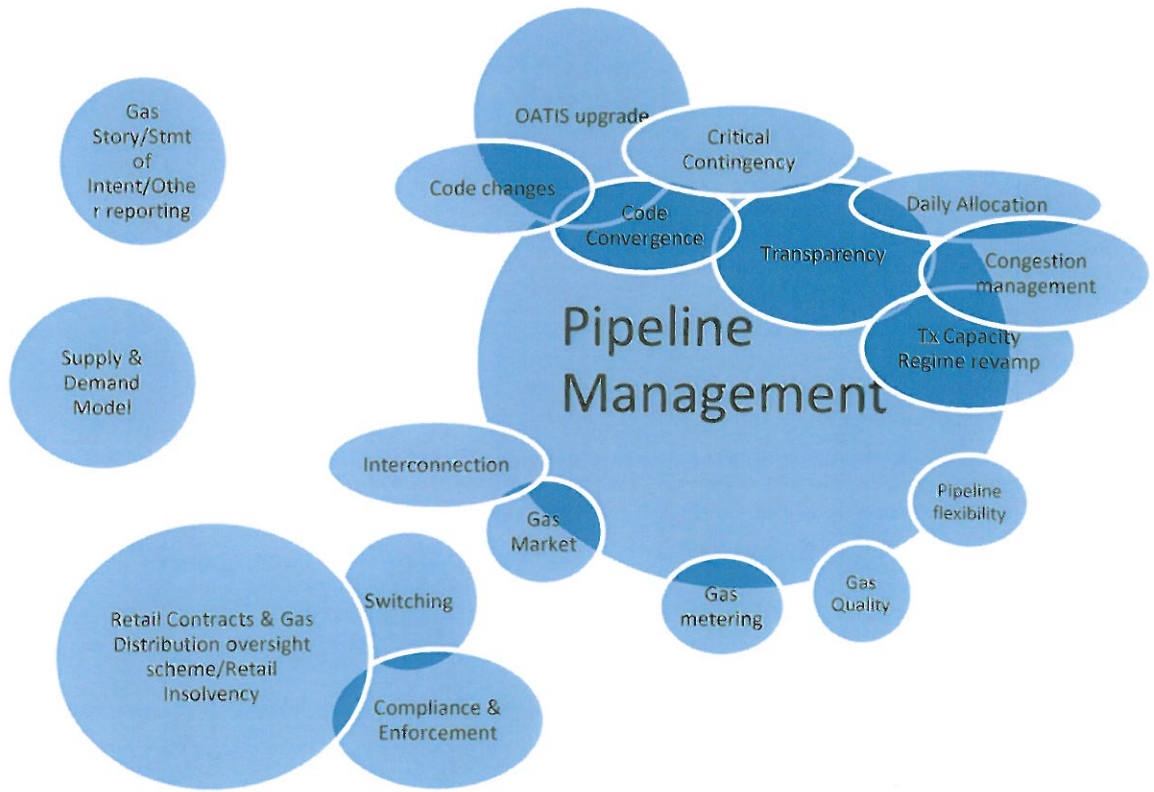 Gas
Story/Stmt
of
Intent/Othe
r reporting
OATIS upgrade
Critical
Contingency
Code changes
Code
Convergence
Daily Allocation
Transparency
Congestion
management
Pipeline
Management
Tx Capacity
Regime revamp
Supply &
Demand
Model
Interconnection
Gas
Market
Pipeline
flexibility
Gas
metering
Gas
Quality
Switching
Retail Contracts & Gas
Distribution oversight
scheme/Retail
Insolvency
Compliance &
Enforcement